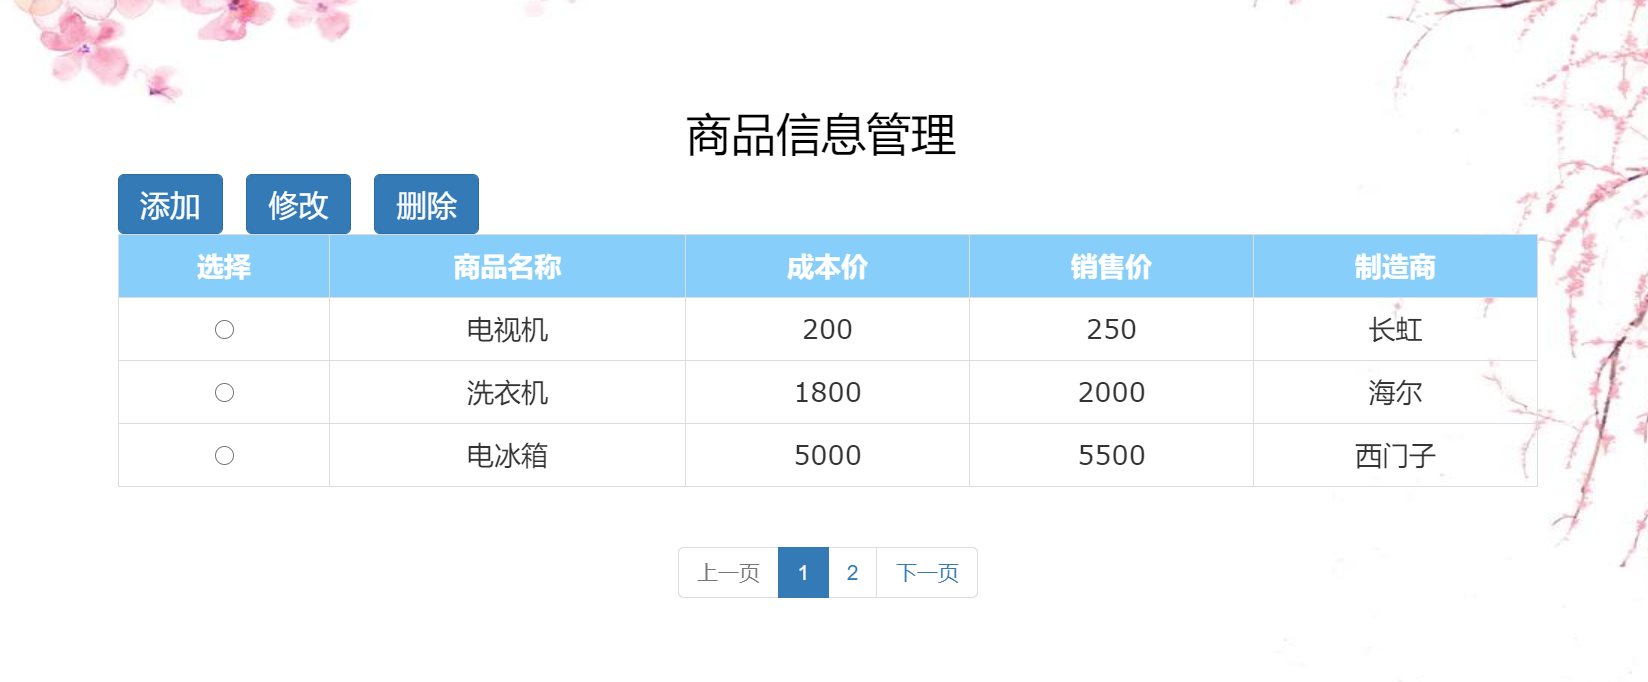 商品信息管理
添加 修改 删除
选择 商品名称 成本价 销售价 制造商
电视机 200 250 长虹
洗衣机 1800 2000 海尔
电冰箱 5000 5500 西门子
上一页 1 2 下一页